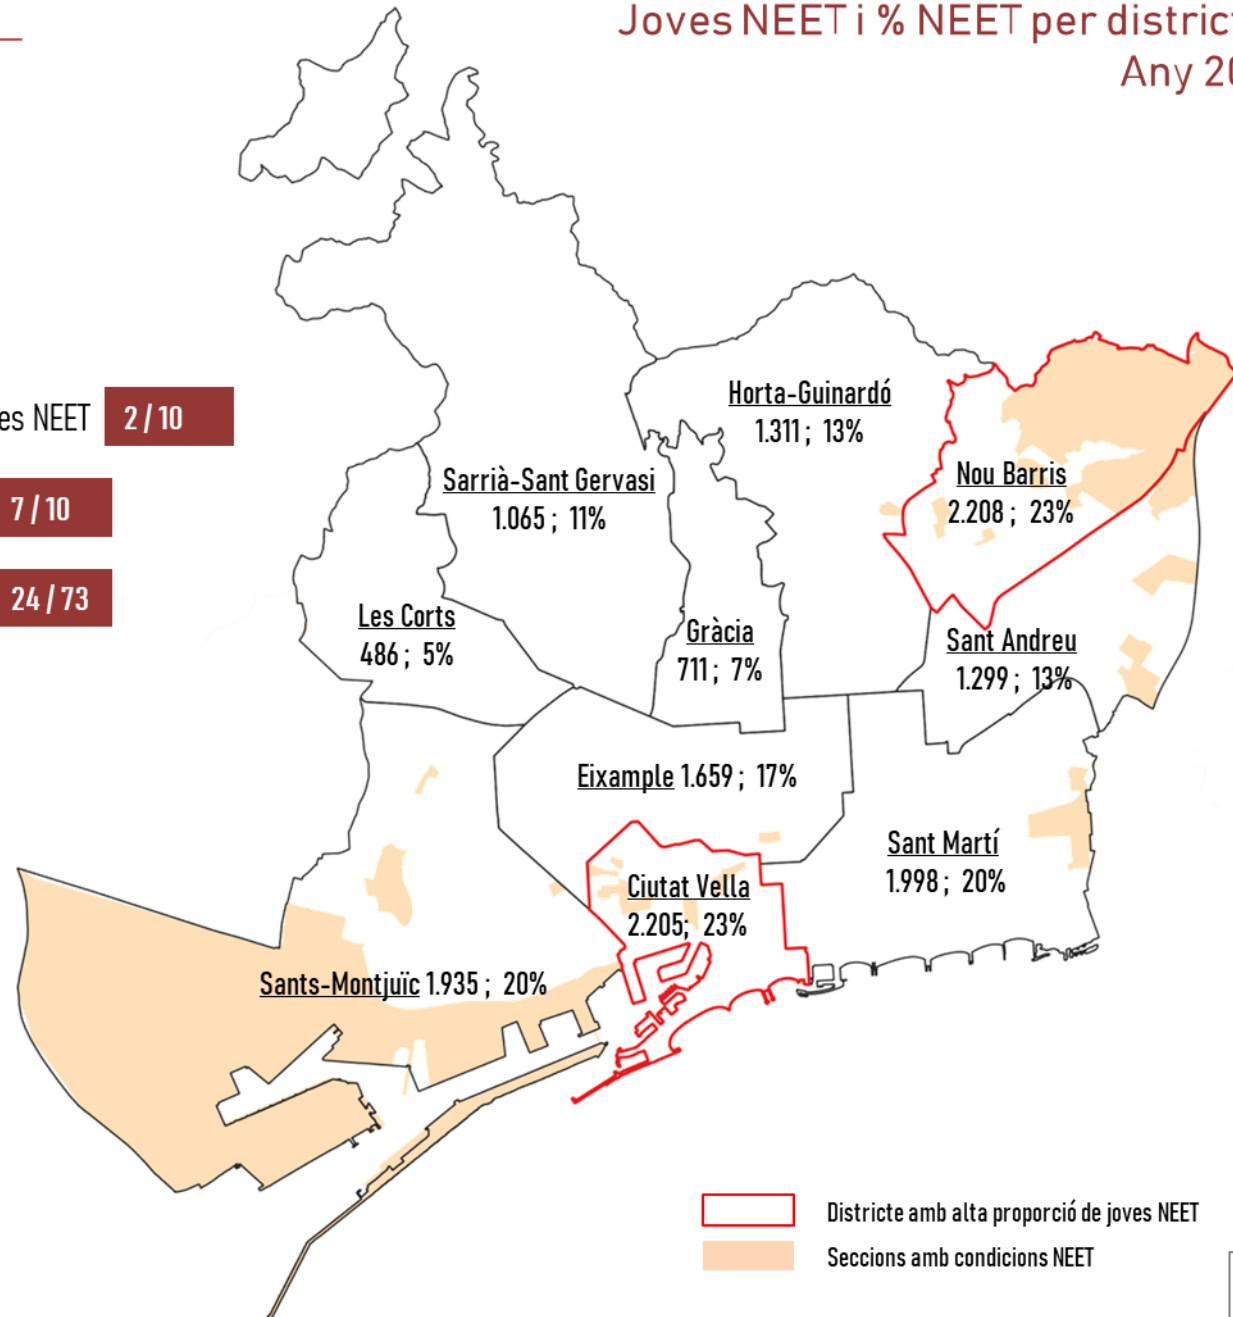 Joves NEET i % NEET per district
Any 20
es NEET
2 / 10
7 / 10
24 / 73
Horta-Guinardó
1.311 ; 13%
Nou Barris
2.208 ; 23%
Sarrià-Sant Gervasi
1.065 ; 11%
Les Corts
486 ; 5%
Gràcia
711 ; 7%
Sant Andreu
1.299 ; 13%
Eixample 1.659 ; 17%
Sant Martí
1.998 ; 20%
Ciutat Vella
2.205; 23%
Sants-Montjuïc 1.935 ; 20%
Districte amb alta proporció de joves NEET
Seccions amb condicions NEET